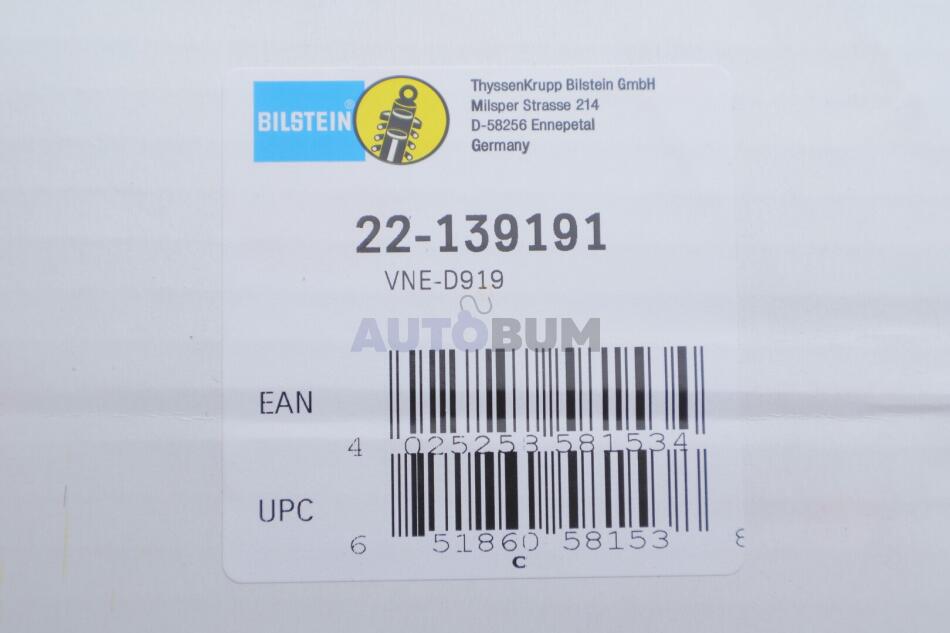 BILSTEIN®
ThyssenKrupp Bilstein GmbH
Milsper Strasse 214
D-58256 Ennepetal
Germany
22-139191
VNE-D919
AUTOBUM
EAN
4 025258 581534
UPC
6 51860 58153 8
C